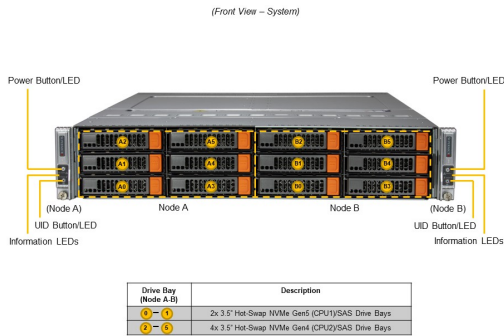 (Front View – System)
Power Button/LED
Power Button/LED
A2
A5
B2
B5
A1
A4
B1
B4
A0
A3
B0
B3
(Node A)
Node A
Node B
(Node B)
UID Button/LED
UID Button/LED
Information LEDs
Information LEDs
Drive Bay
(Node A-B)
Description
0 – 1
2x 3.5" Hot-Swap NVMe Gen5 (CPU1)/SAS Drive Bays
2 – 5
4x 3.5" Hot-Swap NVMe Gen4 (CPU2)/SAS Drive Bays